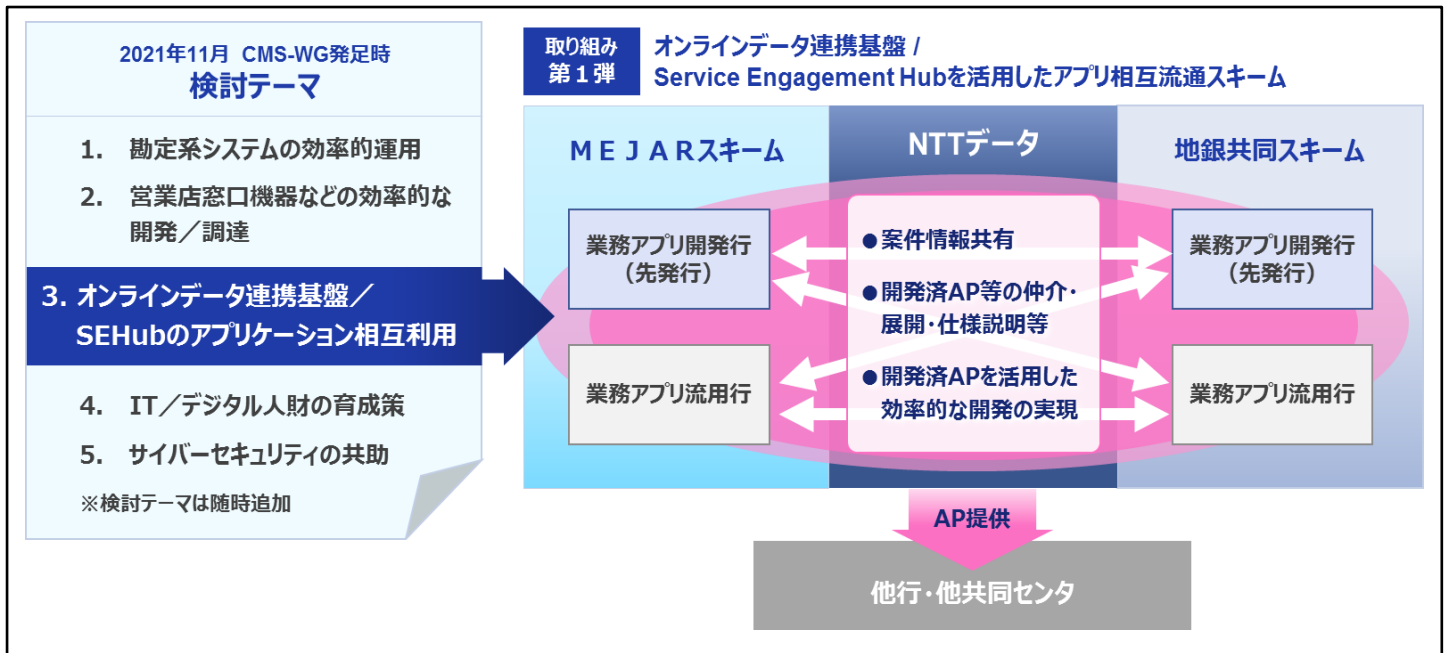 2021年11月 CMS-WG発足時
検討テーマ
1. 勘定系システムの効率的運用
2. 営業店窓口機器などの効率的な
開発／調達
3. オンラインデータ連携基盤／
SEHubのアプリケーション相互利用
4. IT／デジタル人財の育成策
5. サイバーセキュリティの共助
※検討テーマは随時追加
取り組み
第１弾
オンラインデータ連携基盤 /
Service Engagement Hubを活用したアプリ相互流通スキーム
ＭＥＪＡＲスキーム
NTTデータ
地銀共同スキーム
業務アプリ開発行
（先発行）
●案件情報共有
●開発済AP等の仲介・
展開・仕様説明等
●開発済APを活用した
効率的な開発の実現
業務アプリ開発行
（先発行）
業務アプリ流用行
業務アプリ流用行
AP提供
他行・他共同センタ